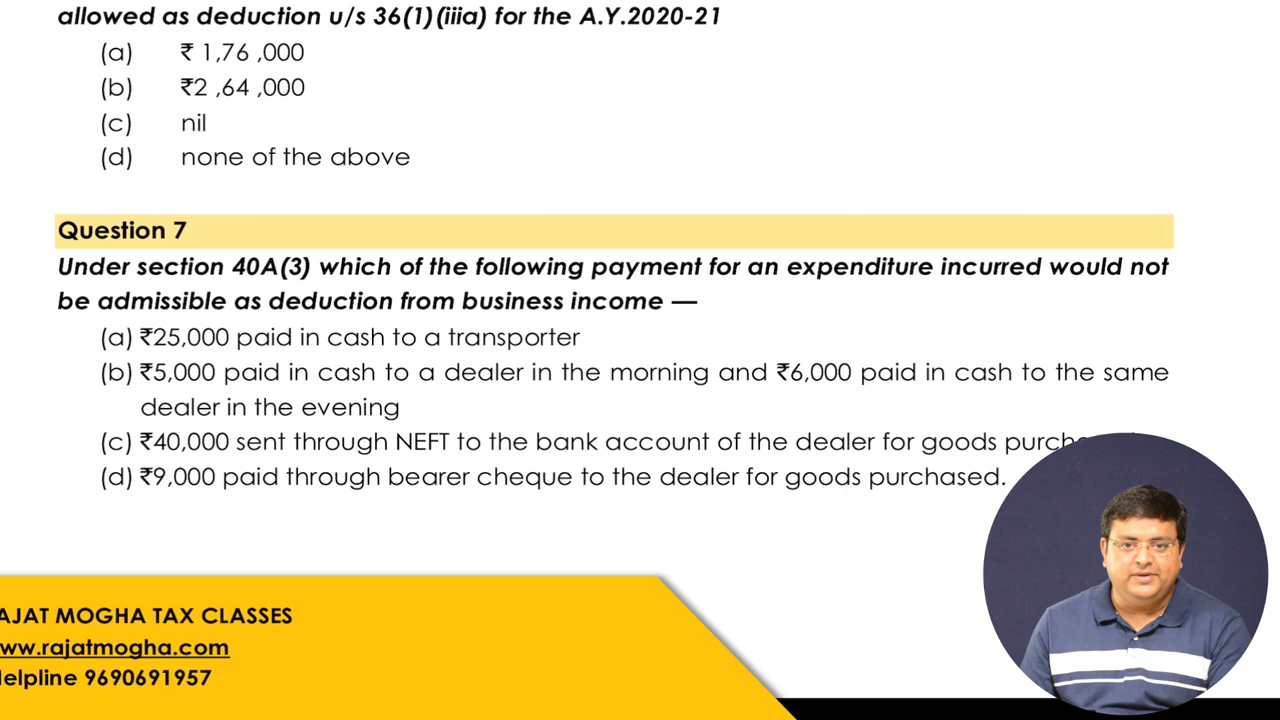 allowed as deduction u/s 36(1)(iiia) for the A.Y.2020-21
(a) ₹ 1,76 ,000
(b) ₹2 ,64 ,000
(c) nil
(d) none of the above
Question 7
Under section 40A(3) which of the following payment for an expenditure incurred would not
be admissible as deduction from business income —
(a) ₹25,000 paid in cash to a transporter
(b) ₹5,000 paid in cash to a dealer in the morning and ₹6,000 paid in cash to the same
dealer in the evening
(c) ₹40,000 sent through NEFT to the bank account of the dealer for goods
(d) ₹9,000 paid through bearer cheque to the dealer for goods purchased.
AJAT MOGHA TAX CLASSES
ww.rajatmogha.com
elpline 9690691957